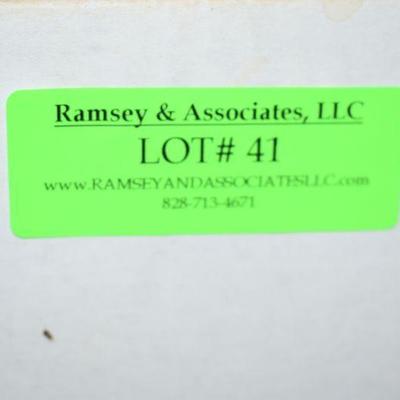 Ramsey & Associates, LLC
LOT# 41
www.RAMSEYANDASSOCIATESLLC.com
828-713-4671